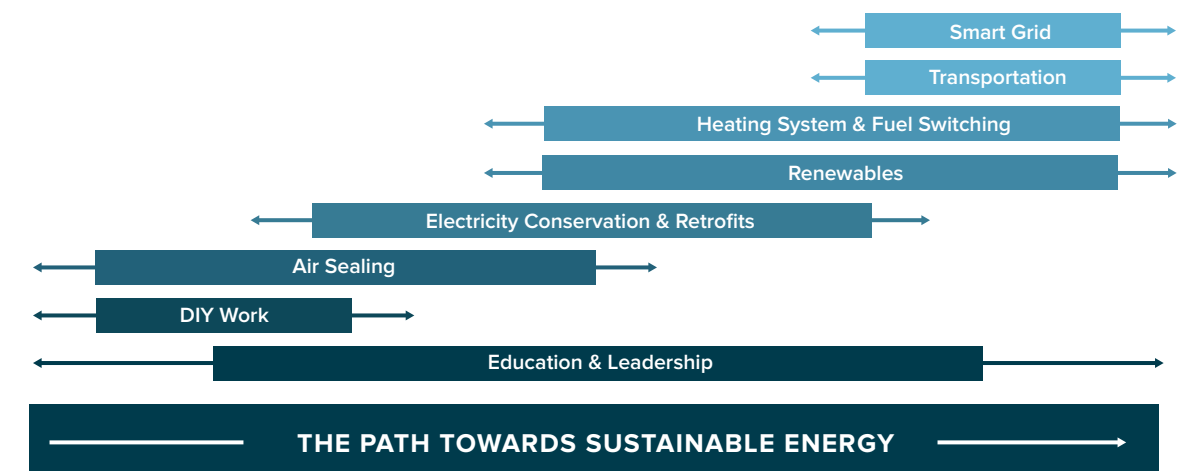 Smart Grid
Transportation
Heating System & Fuel Switching
Renewables
Electricity Conservation & Retrofits
Air Sealing
DIY Work
Education & Leadership
THE PATH TOWARDS SUSTAINABLE ENERGY